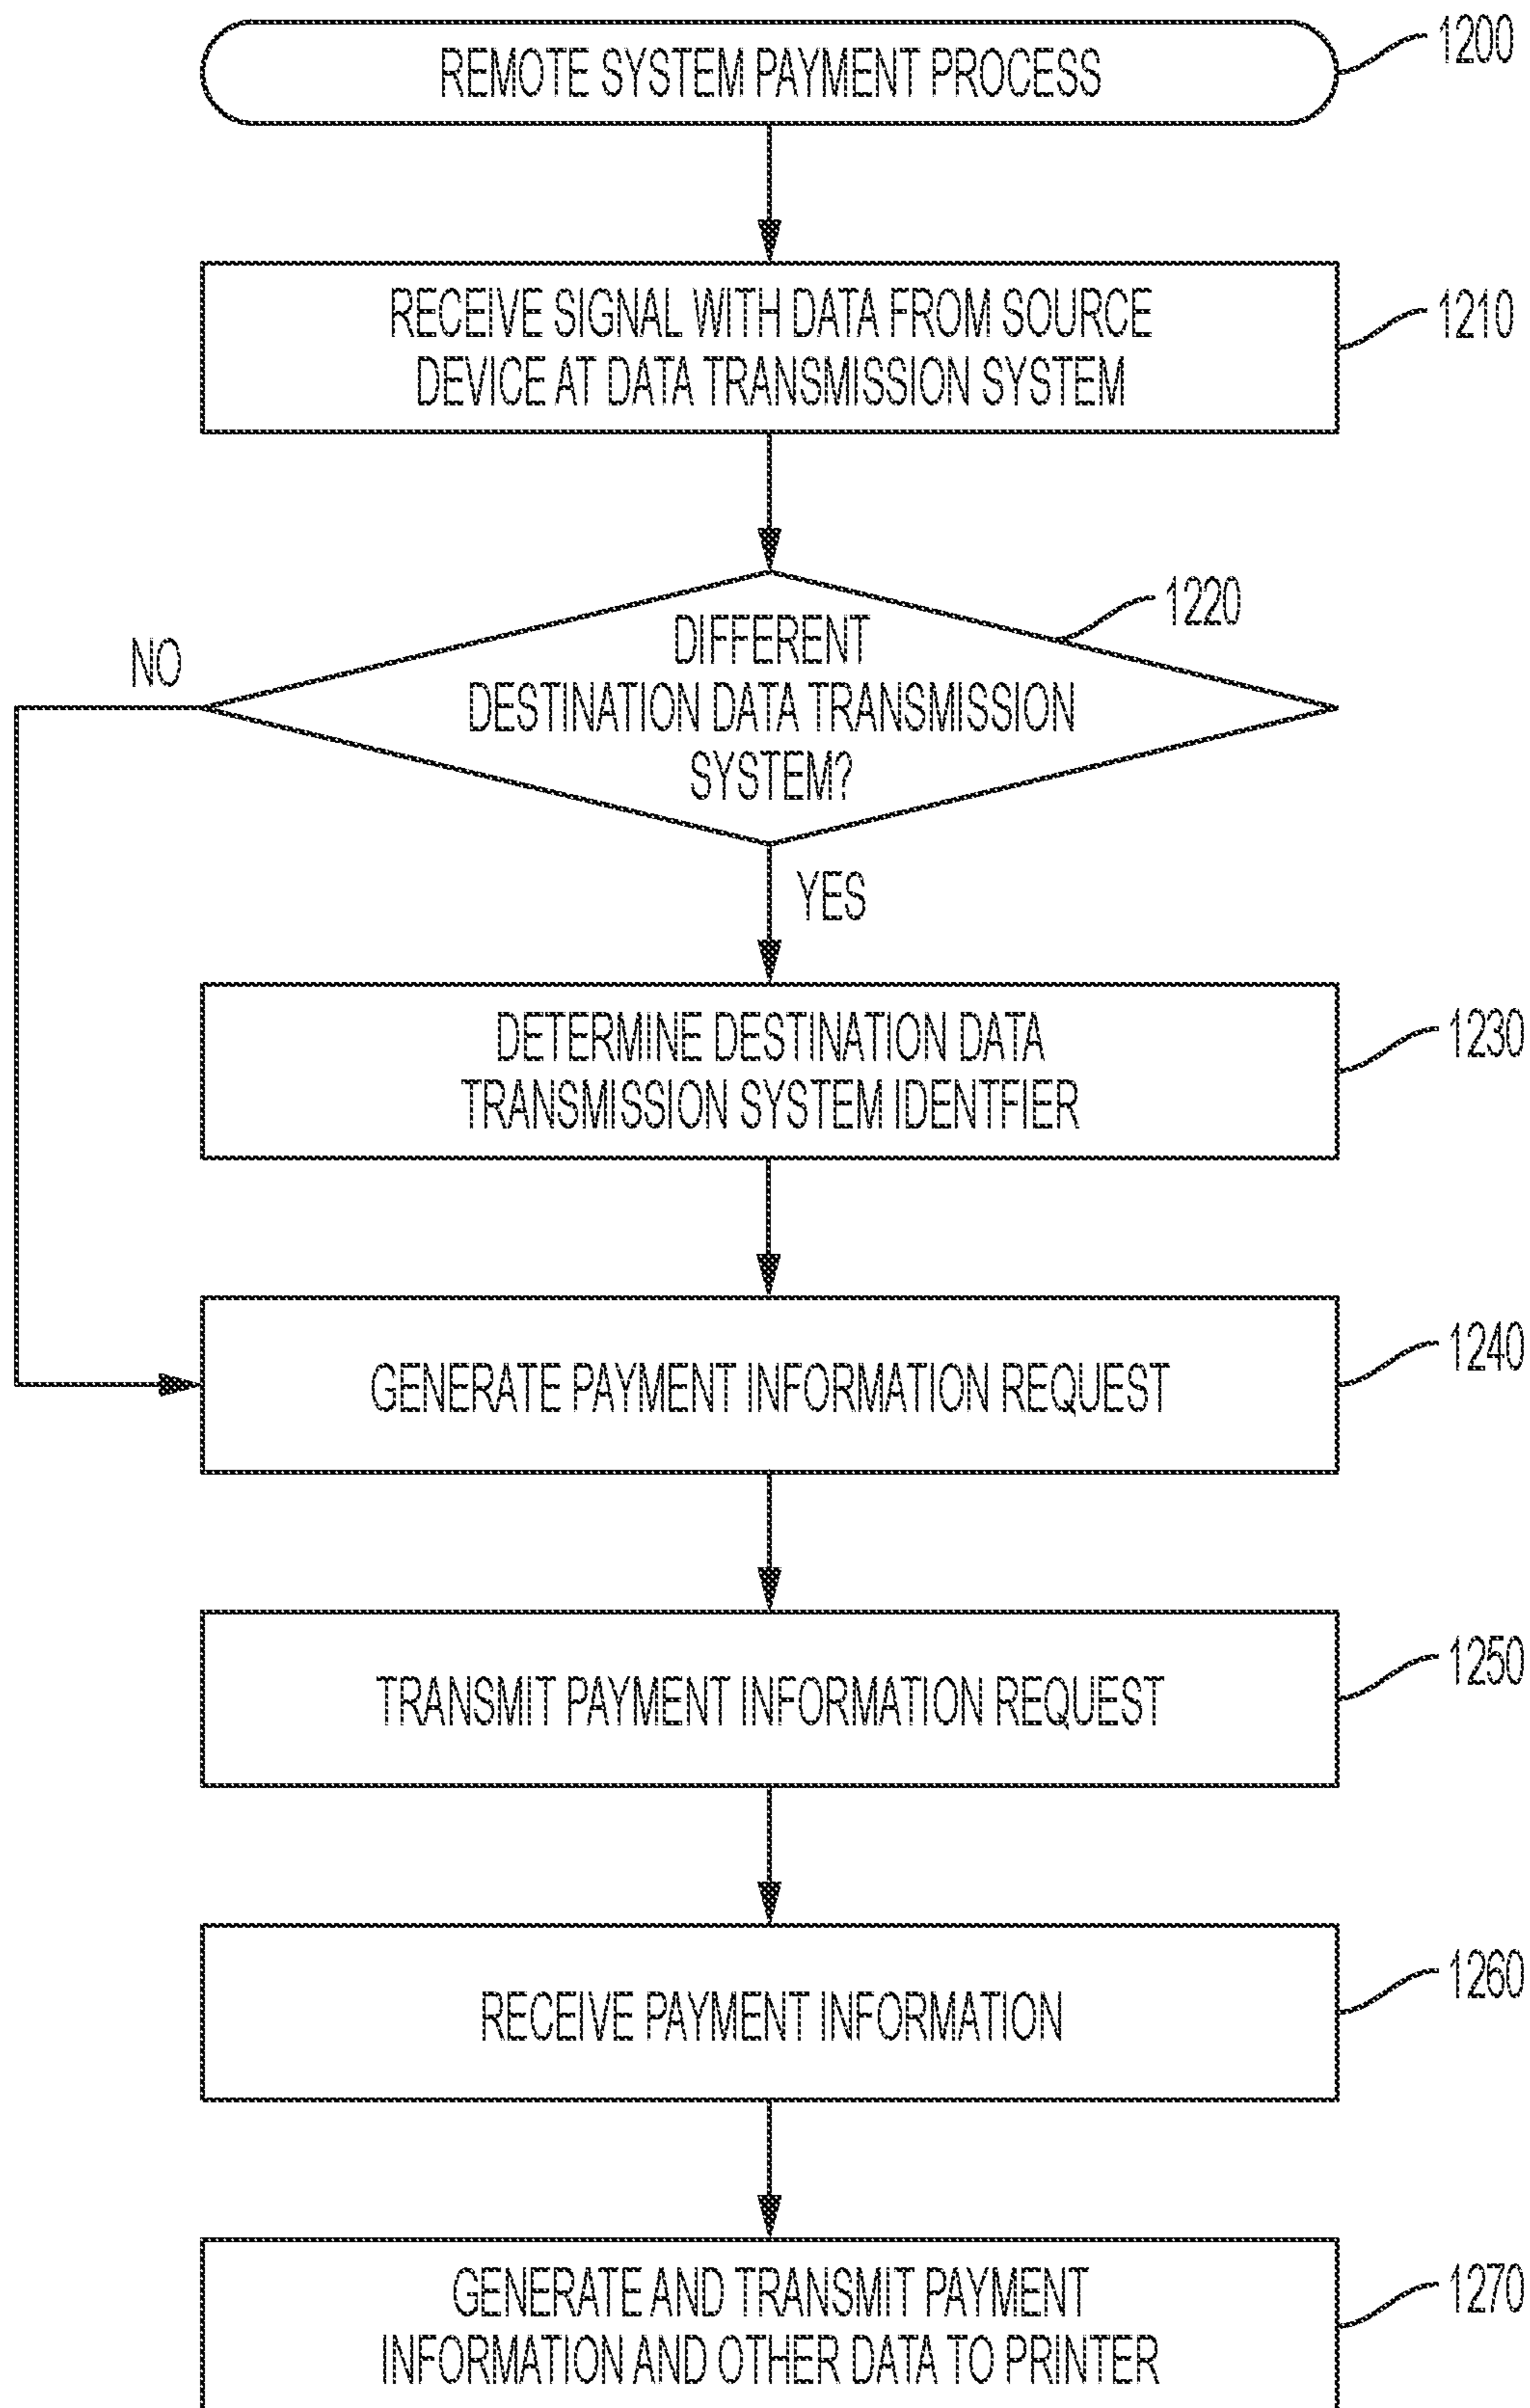 REMOTE SYSTEM PAYMENT PROCESS
1200
RECEIVE SIGNAL WITH DATA FROM SOURCE
DEVICE AT DATA TRANSMISSION SYSTEM
1210
DIFFERENT
DESTINATION DATA TRANSMISSION
SYSTEM?
1220
NO
YES
DETERMINE DESTINATION DATA
TRANSMISSION SYSTEM IDENTFIER
1230
GENERATE PAYMENT INFORMATION REQUEST
1240
TRANSMIT PAYMENT INFORMATION REQUEST
1250
RECEIVE PAYMENT INFORMATION
1260
GENERATE AND TRANSMIT PAYMENT
INFORMATION AND OTHER DATA TO PRINTER
1270